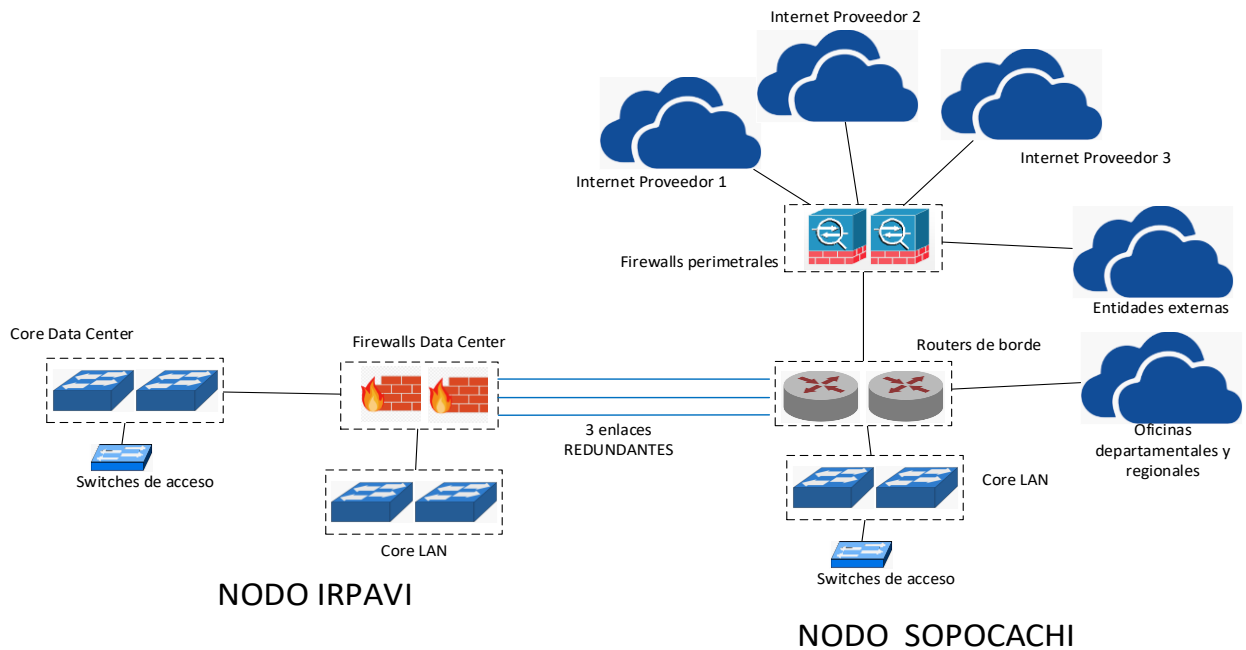 Internet Proveedor 2
Internet Proveedor 3
Internet Proveedor 1
Firewalls perimetrales
Entidades externas
Core Data Center
Firewalls Data Center
Routers de borde
3 enlaces
REDUNDANTES
Oficinas
departamentales y
regionales
Switches de acceso
Core LAN
Core LAN
Switches de acceso
NODO IRPAVI
NODO SOPOCACHI